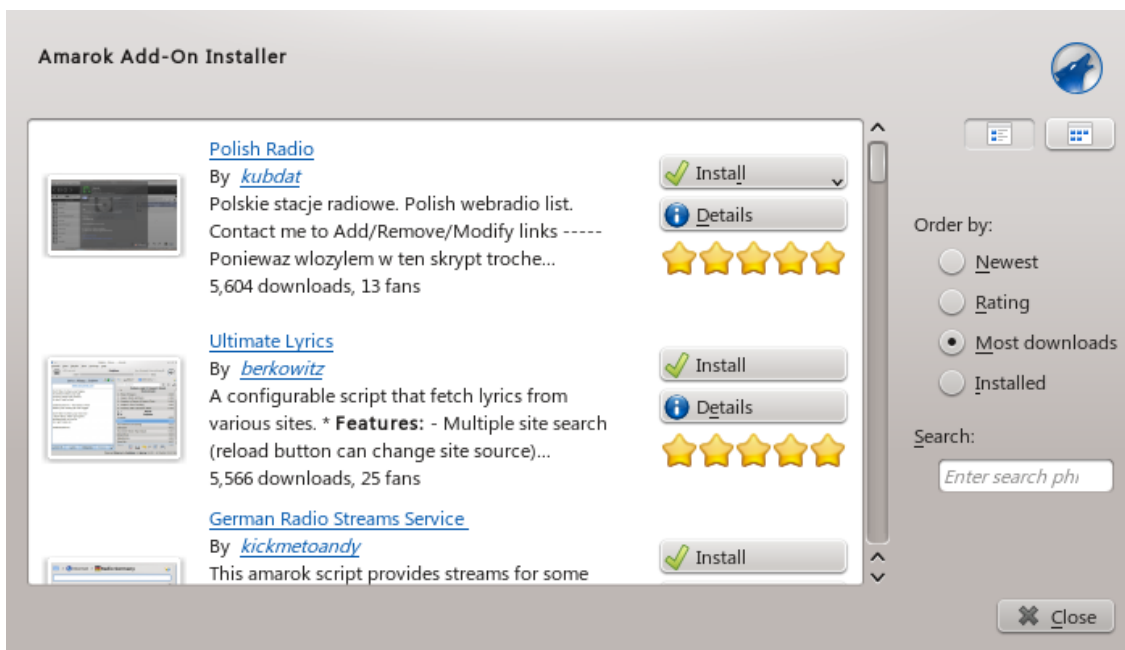 Amarok Add-On Installer
Polish Radio
By kubdat
Polskie stacje radiowe. Polish webradio list.
Contact me to Add/Remove/Modify links -----
Poniewaz wlozylem w ten skrypt troche...
5,604 downloads, 13 fans
Install
Details
Ultimate Lyrics
By berkowitz
A configurable script that fetch lyrics from
various sites. * Features: - Multiple site search
(reload button can change site source)...
5,566 downloads, 25 fans
Install
Details
German Radio Streams Service
By kickmetoandy
This amarok script provides streams for some
Install
Order by:
Newest
Rating
Most downloads
Installed
Search:
Enter search phr
Close